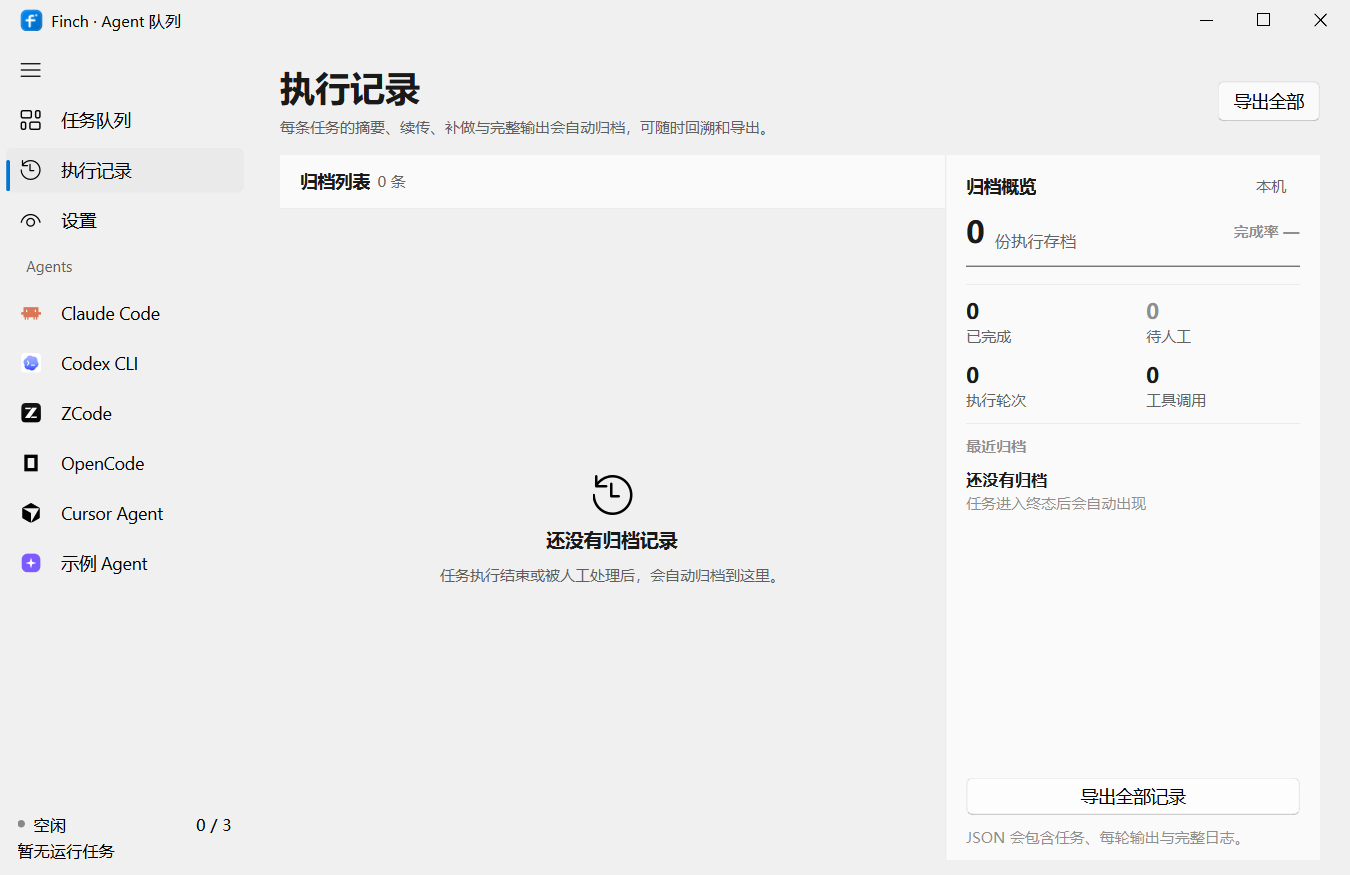 Finch · Agent 队列
任务队列
执行记录
设置
Agents
Claude Code
Codex CLI
ZCode
OpenCode
Cursor Agent
示例 Agent
空闲 0 / 3
暂无运行任务
执行记录
每条任务的摘要、续传、补做与完整输出会自动归档，可随时回溯和导出。
导出全部
归档列表 0 条
还没有归档记录
任务执行结束或被人工处理后，会自动归档到这里。
归档概览 本机
0 份执行存档 完成率 —
0 0
已完成 待人工
0 0
执行轮次 工具调用
最近归档
还没有归档
任务进入终态后会自动出现
导出全部记录
JSON 会包含任务、每轮输出与完整日志。